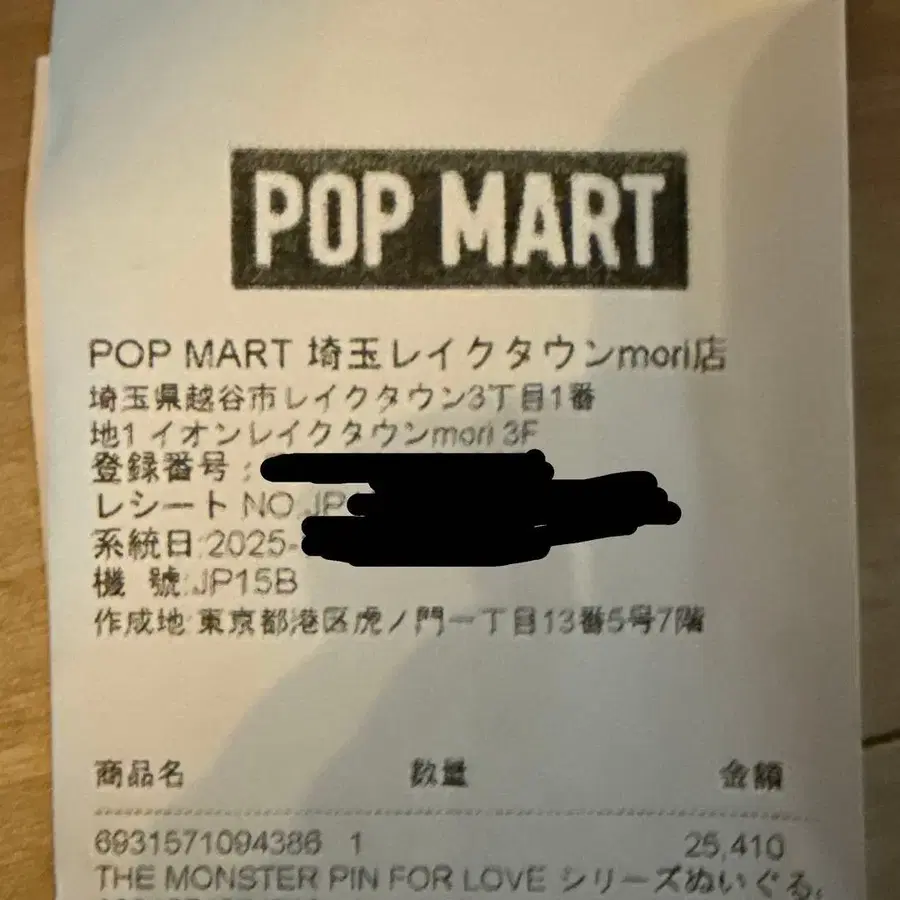 POP MART
POP MART 埼玉レイクタウンmori店
埼玉県越谷市レイクタウン3丁目1番
地1 イオンレイクタウンmori 3F
登録番号:
レシート NO.JP
系統日:2025-
機 號:JP15B
作成地:東京都港区虎ノ門一丁目13番5号7階
商品名 数量 金額
6931571094386 1 25,410
THE MONSTER PIN FOR LOVE シリーズぬいぐる